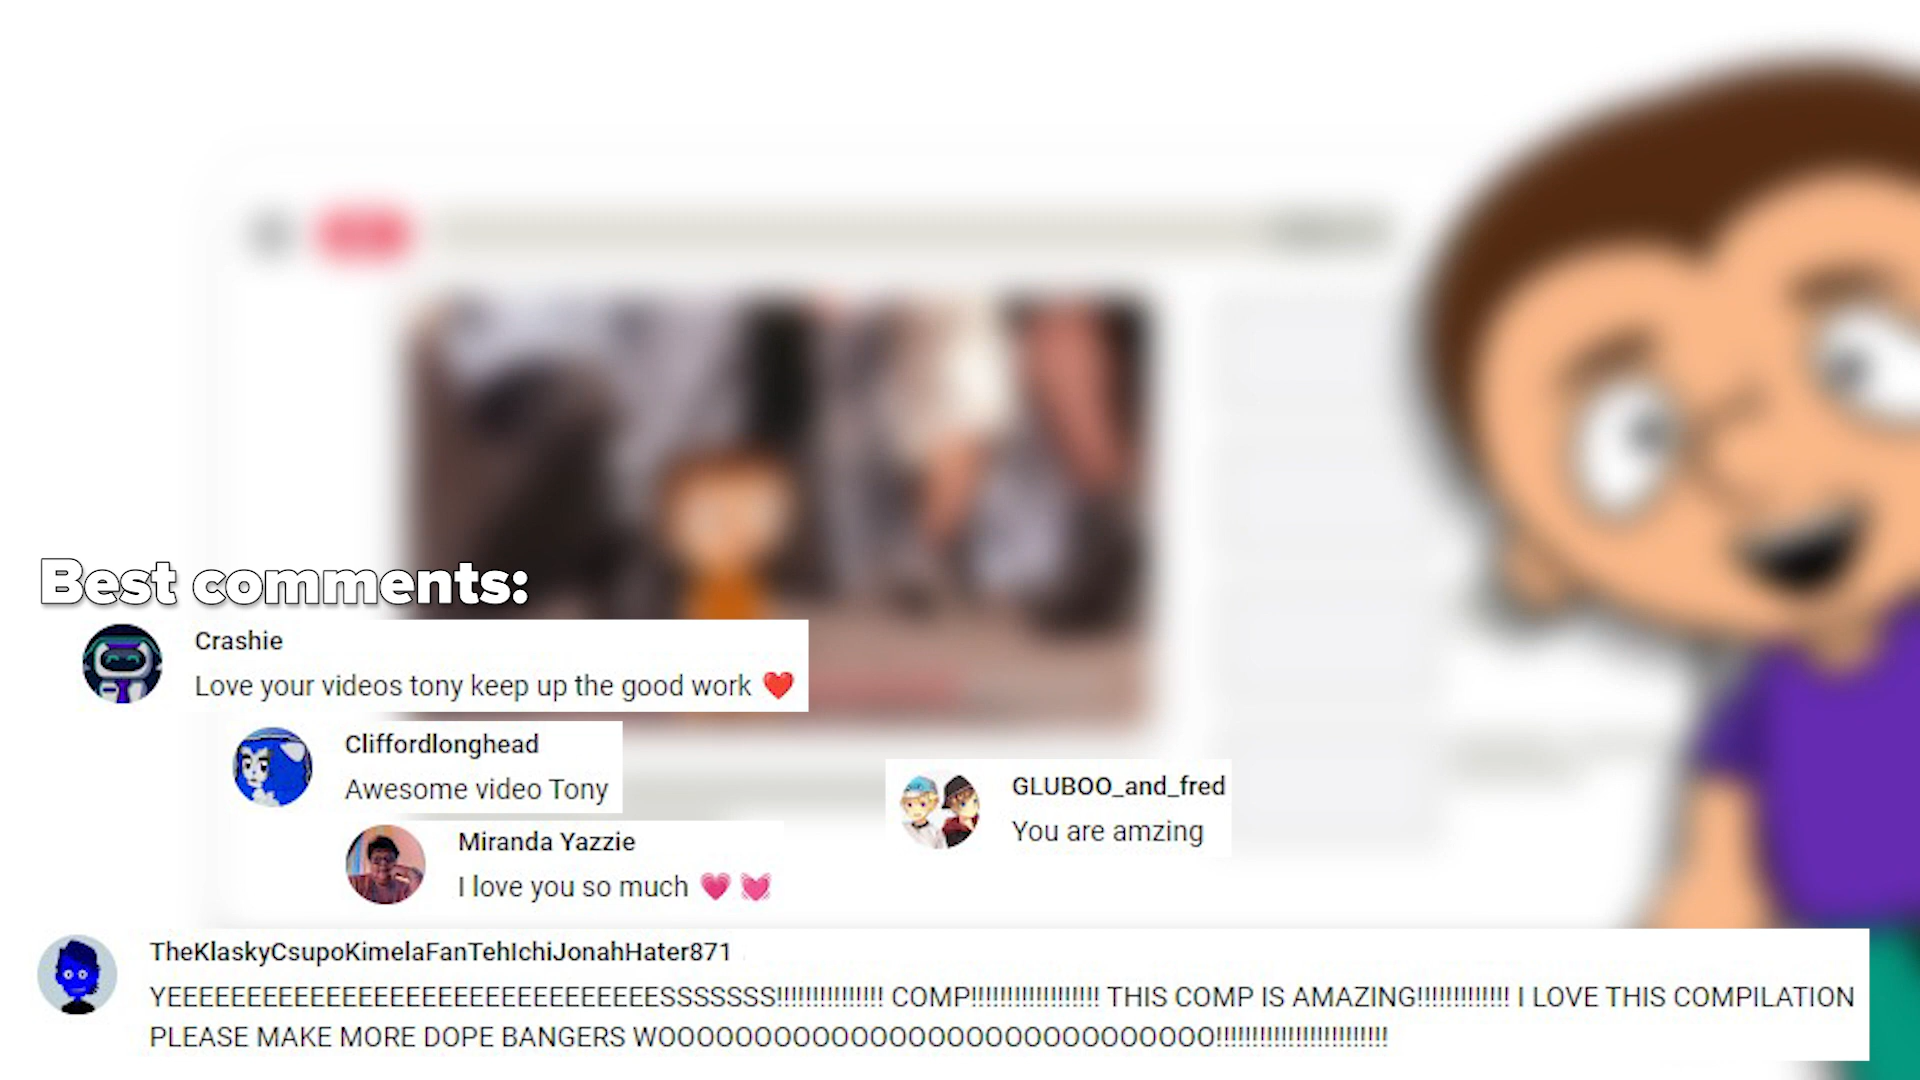 Best comments:
Crashie
Love your videos tony keep up the good work ❤️
Cliffordlonghead
Awesome video Tony
GLUBOO_and_fred
You are amzing
Miranda Yazzie
I love you so much 💗 💓
TheKlaskyCsupoKimelaFanTehIchiJonahHater871
YEEEEEEEEEEEEEEEEEEEEEEEEEEEEEEESSSSSSS!!!!!!!!!!!!!!! COMP!!!!!!!!!!!!!!!!!! THIS COMP IS AMAZING!!!!!!!!!!!!! I LOVE THIS COMPILATION
PLEASE MAKE MORE DOPE BANGERS WOOOOOOOOOOOOOOOOOOOOOOOOOOOOO!!!!!!!!!!!!!!!!!!!!!!!!